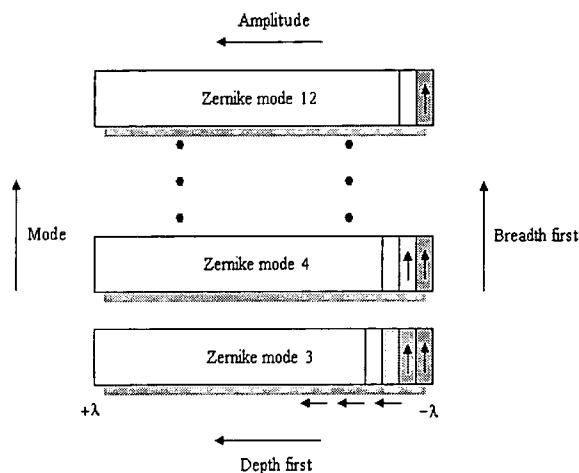 Amplitude
Zernike mode 12
Mode
Breadth first
Zernike mode 4
Zernike mode 3
+λ
−λ
Depth first